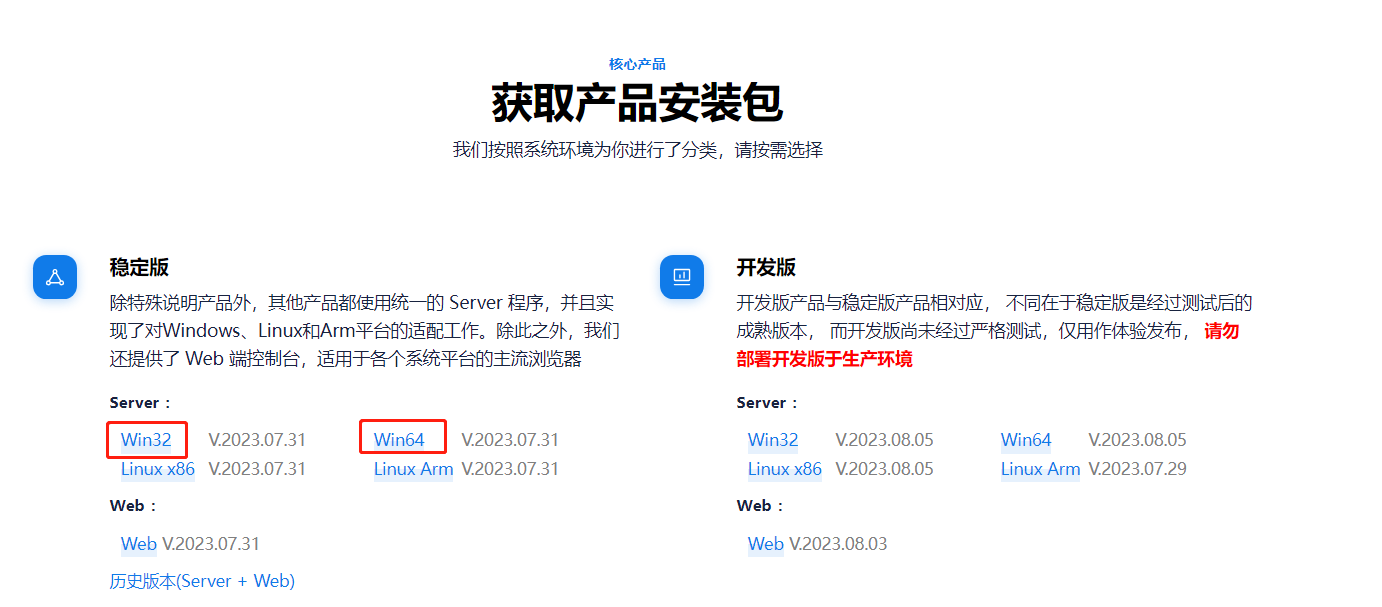 核心产品
获取产品安装包
我们按照系统环境为你进行了分类，请按需选择
稳定版
除特殊说明产品外，其他产品都使用统一的 Server 程序，并且实
现了对Windows、Linux和Arm平台的适配工作。除此之外，我们
还提供了 Web 端控制台，适用于各个系统平台的主流浏览器
Server：
Win32 V.2023.07.31 Win64 V.2023.07.31
Linux x86 V.2023.07.31 Linux Arm V.2023.07.31
Web：
Web V.2023.07.31
历史版本(Server + Web)
开发版
开发版产品与稳定版产品相对应， 不同在于稳定版是经过测试后的
成熟版本， 而开发版尚未经过严格测试，仅用作体验发布， 请勿
部署开发版于生产环境
Server：
Win32 V.2023.08.05 Win64 V.2023.08.05
Linux x86 V.2023.08.05 Linux Arm V.2023.07.29
Web：
Web V.2023.08.03